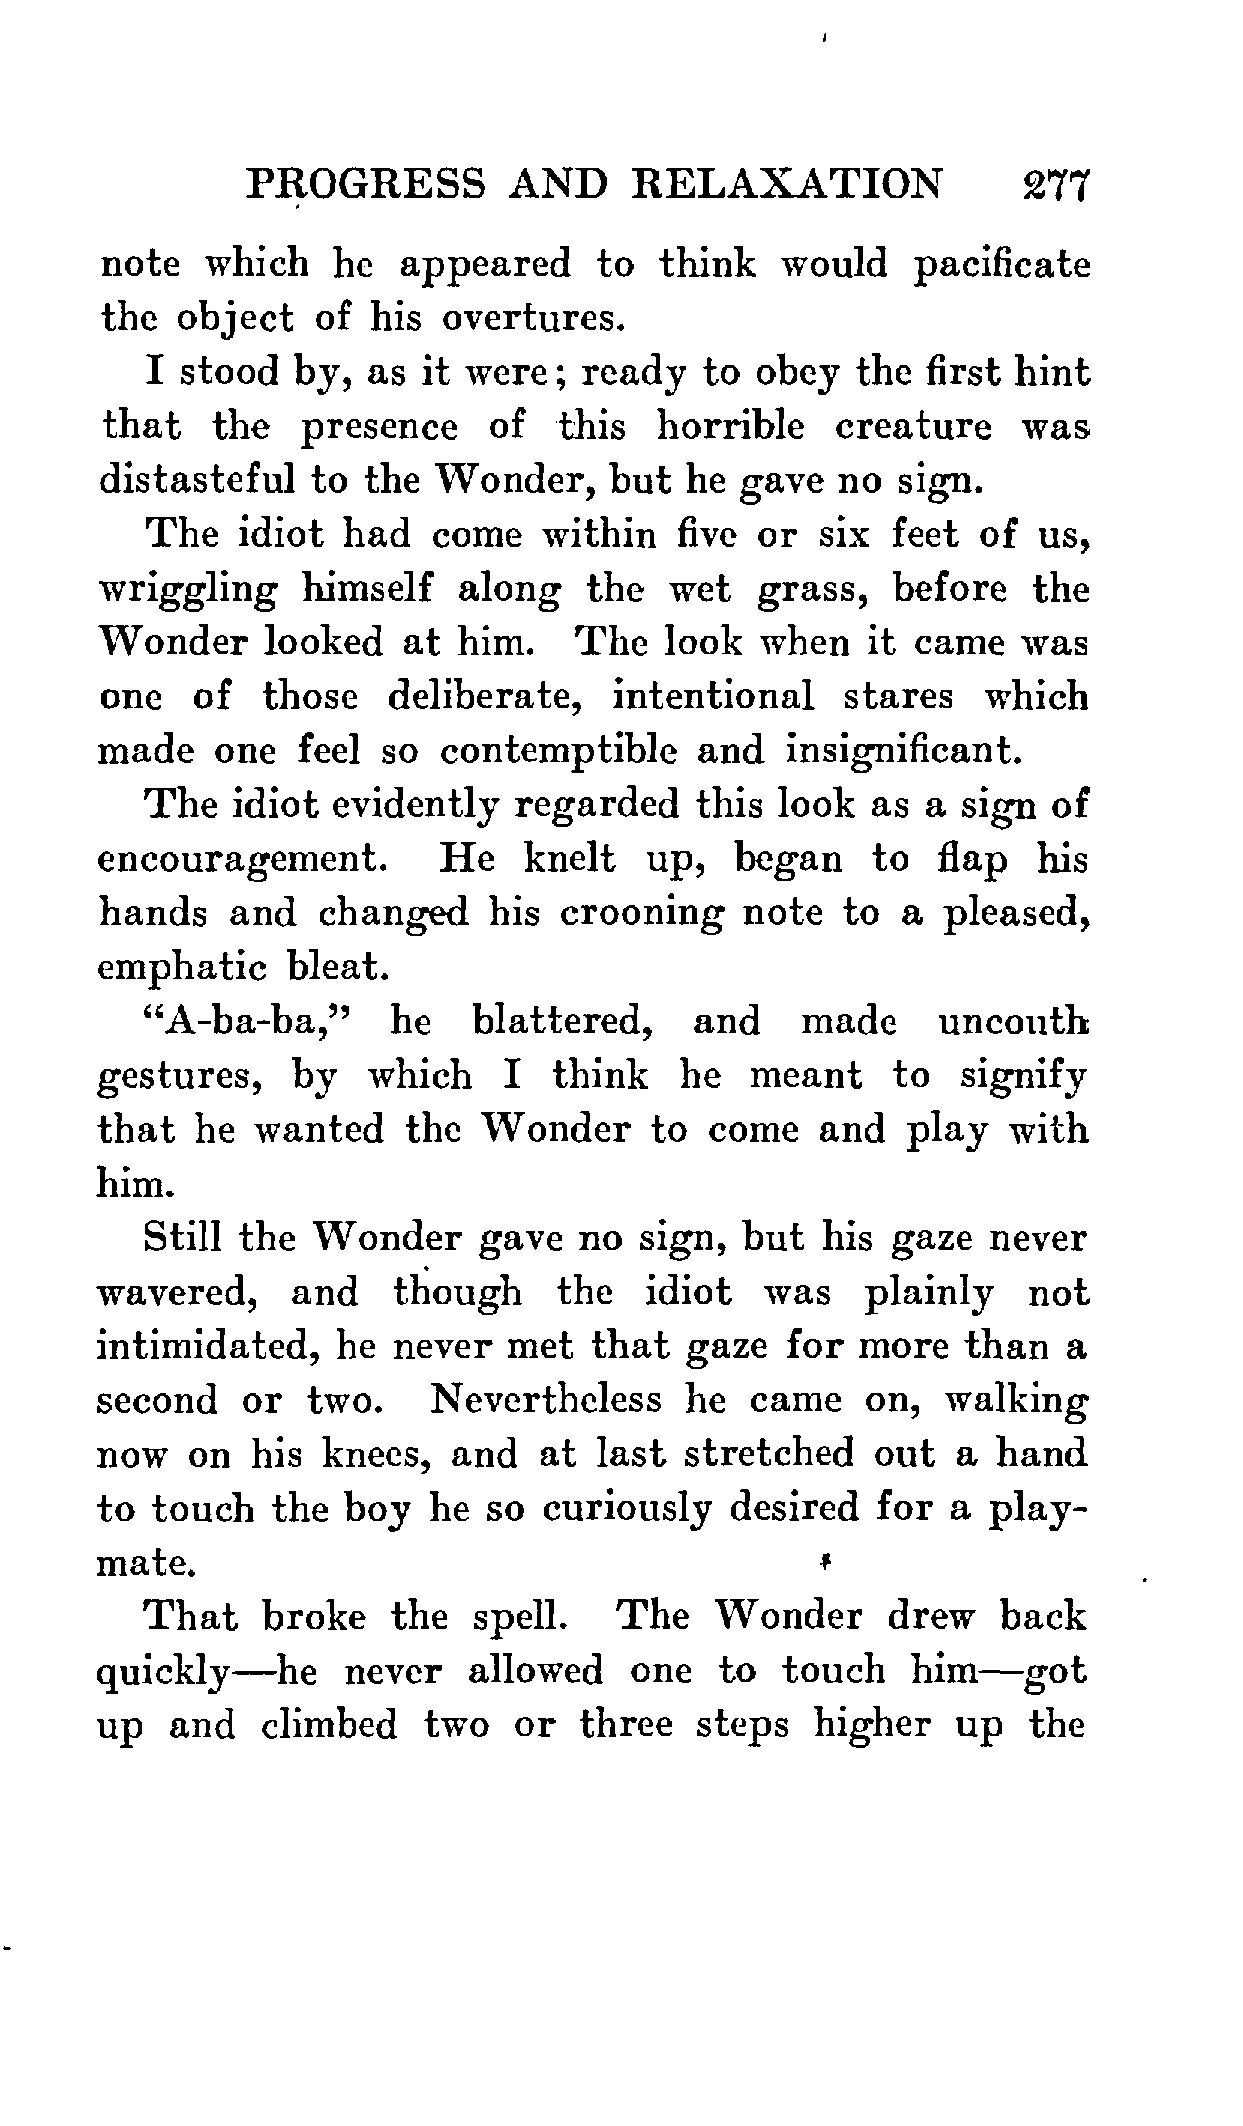 PROGRESS AND RELAXATION 277
note which he appeared to think would pacificate
the object of his overtures.
I stood by, as it were; ready to obey the first hint
that the presence of this horrible creature was
distasteful to the Wonder, but he gave no sign.
The idiot had come within five or six feet of us,
wriggling himself along the wet grass, before the
Wonder looked at him. The look when it came was
one of those deliberate, intentional stares which
made one feel so contemptible and insignificant.
The idiot evidently regarded this look as a sign of
encouragement. He knelt up, began to flap his
hands and changed his crooning note to a pleased,
emphatic bleat.
“A-ba-ba,” he blattered, and made uncouth
gestures, by which I think he meant to signify
that he wanted the Wonder to come and play with
him.
Still the Wonder gave no sign, but his gaze never
wavered, and though the idiot was plainly not
intimidated, he never met that gaze for more than a
second or two. Nevertheless he came on, walking
now on his knees, and at last stretched out a hand
to touch the boy he so curiously desired for a play-
mate.
That broke the spell. The Wonder drew back
quickly—he never allowed one to touch him—got
up and climbed two or three steps higher up the